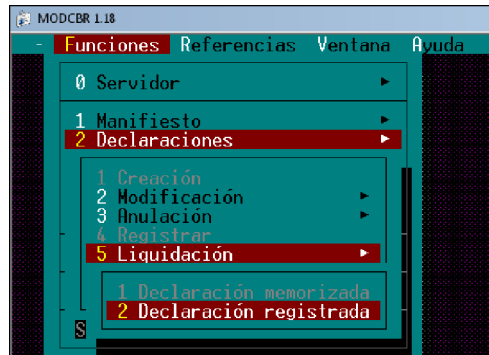 MODCBR 1.18
- Funciones Referencias Ventana Ayuda
0 Servidor
1 Manifiesto
2 Declaraciones
1 Creación
2 Modificación
3 Anulación
4 Registrar
5 Liquidación
1 Declaración memorizada
2 Declaración registrada
S